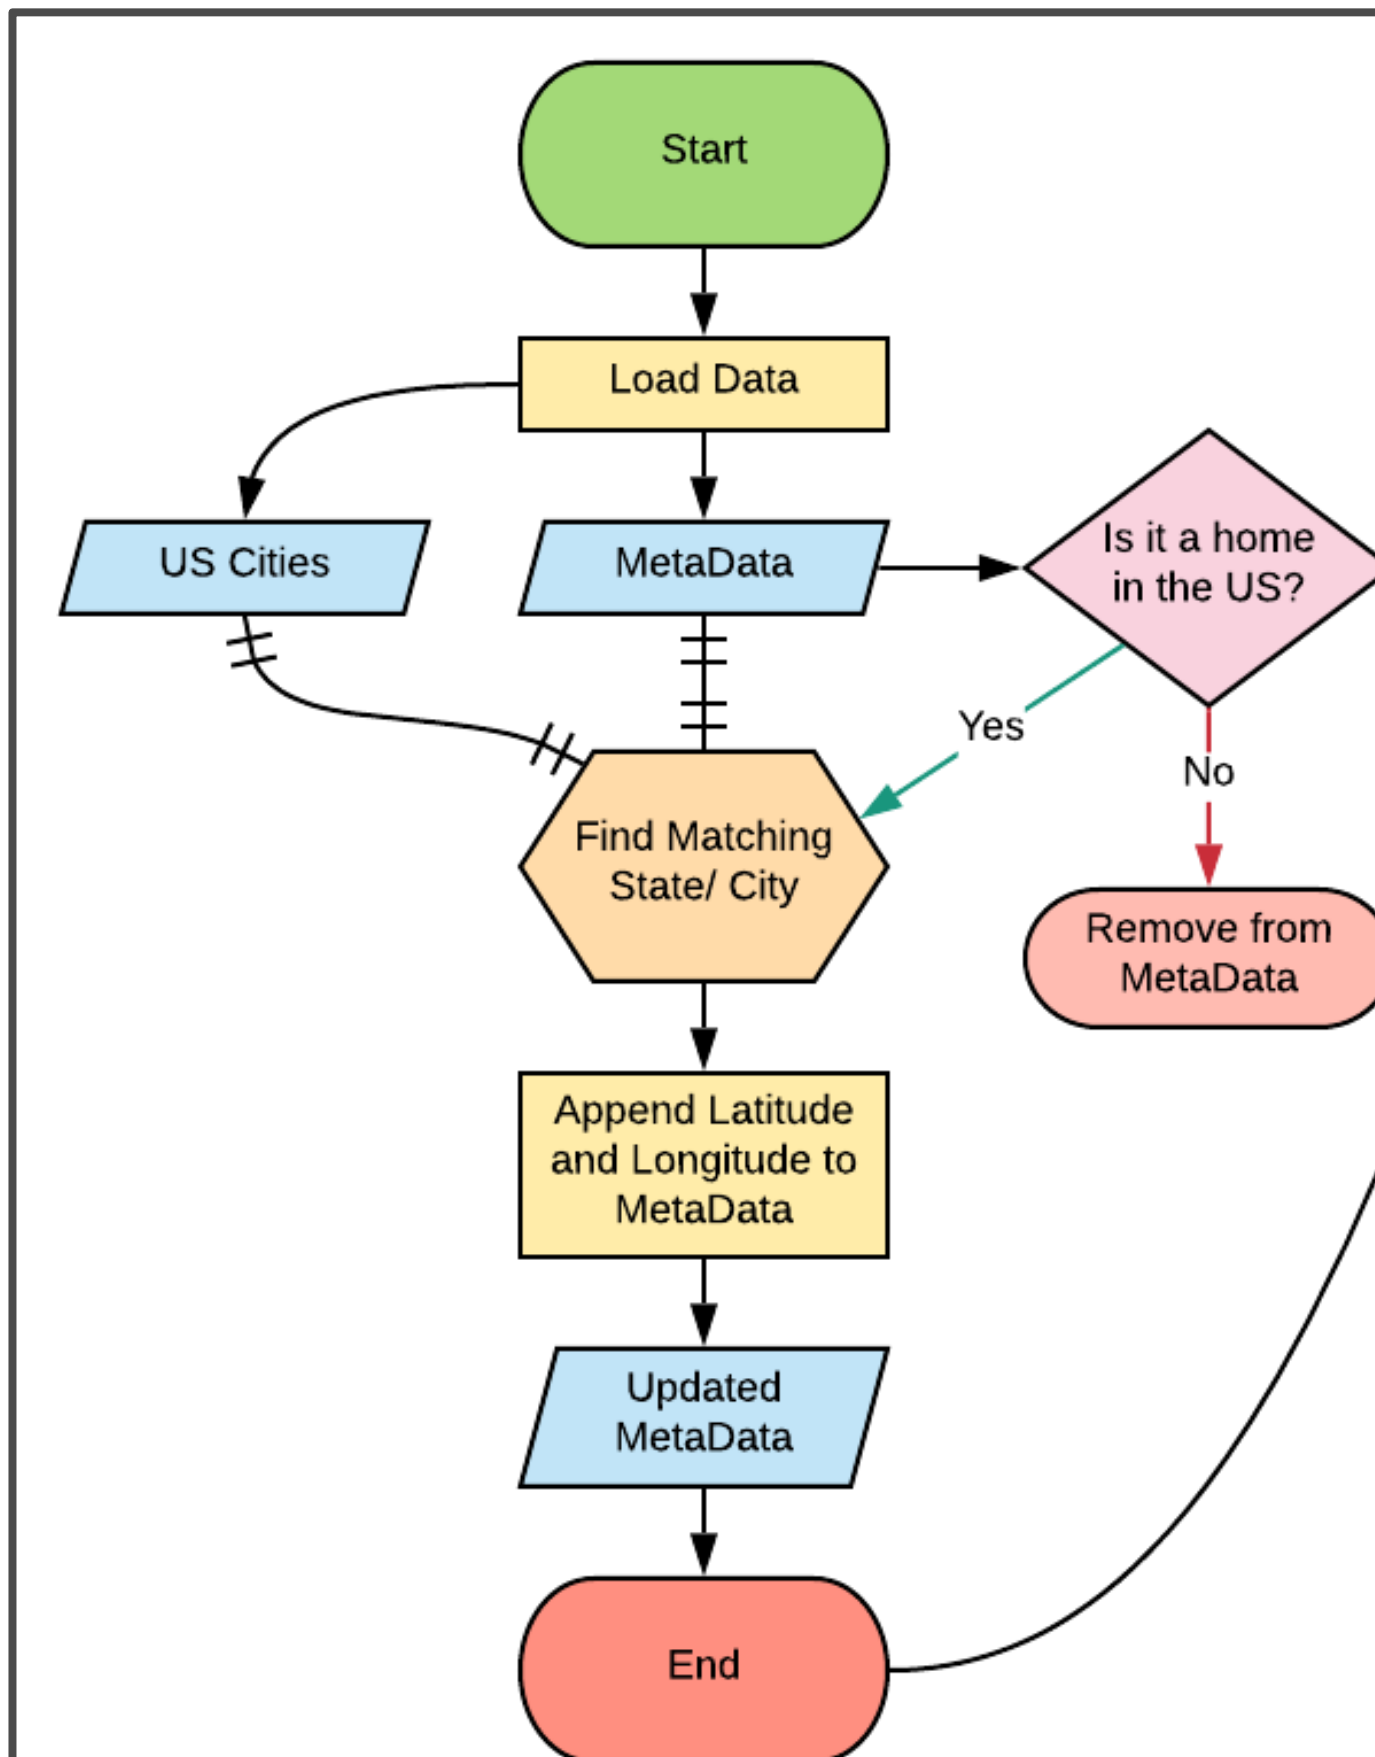 Start
Load Data
US Cities
MetaData
Is it a home
in the US?
Yes
No
Find Matching
State/ City
Remove from
MetaData
Append Latitude
and Longitude to
MetaData
Updated
MetaData
End